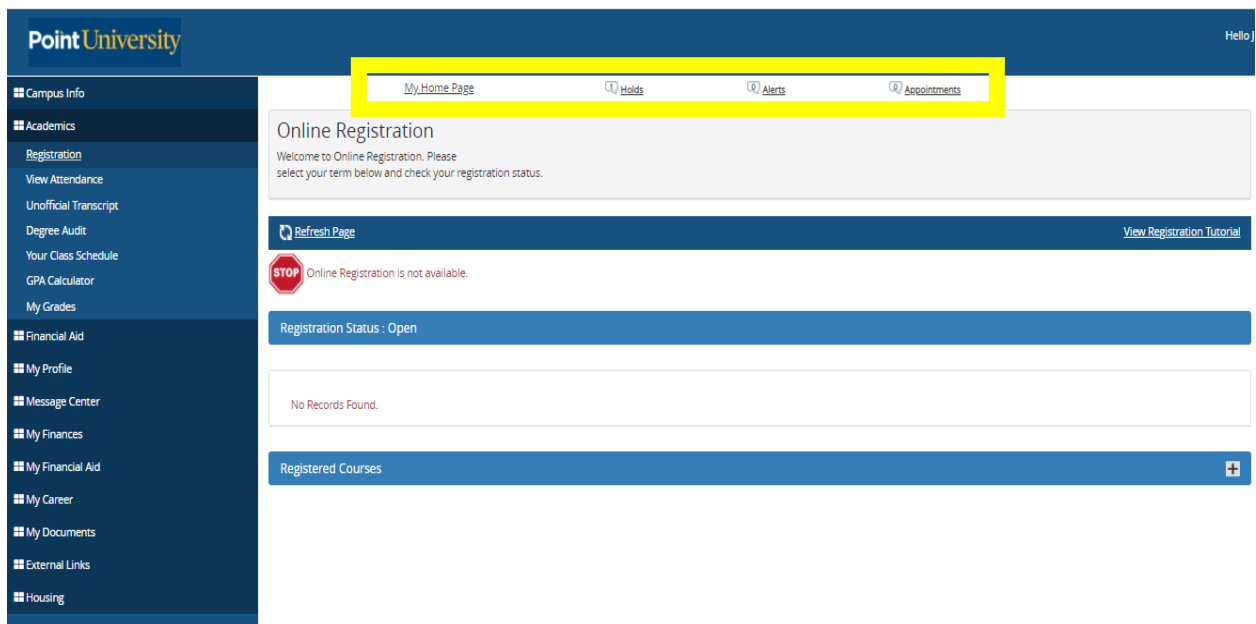 Point University
Hello J
Campus Info
Academics
Registration
View Attendance
Unofficial Transcript
Degree Audit
Your Class Schedule
GPA Calculator
My Grades
Financial Aid
My Profile
Message Center
My Finances
My Financial Aid
My Career
My Documents
External Links
Housing
My Home Page
1 Holds
0 Alerts
0 Appointments
Online Registration
Welcome to Online Registration. Please
select your term below and check your registration status.
Refresh Page
View Registration Tutorial
STOP Online Registration is not available.
Registration Status : Open
No Records Found.
Registered Courses